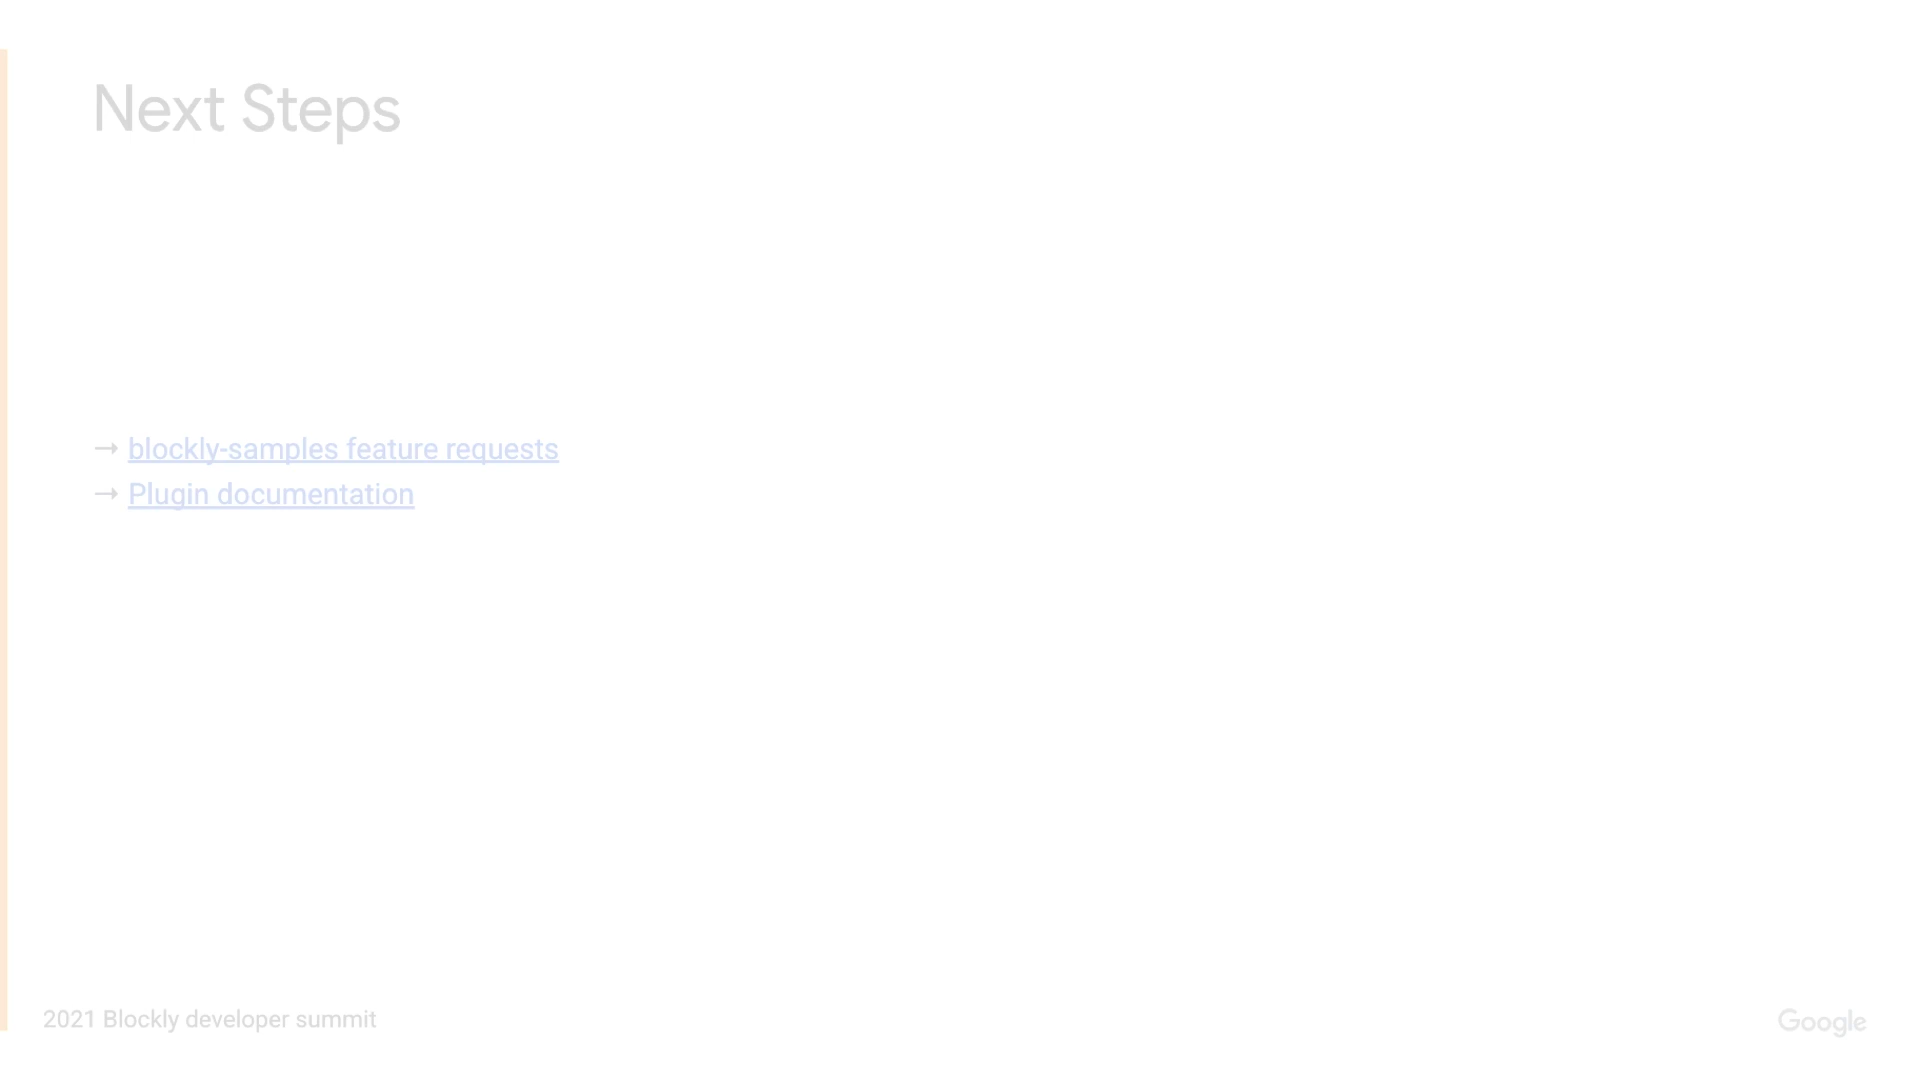 Next Steps
→ blockly-samples feature requests
→ Plugin documentation
2021 Blockly developer summit
Google